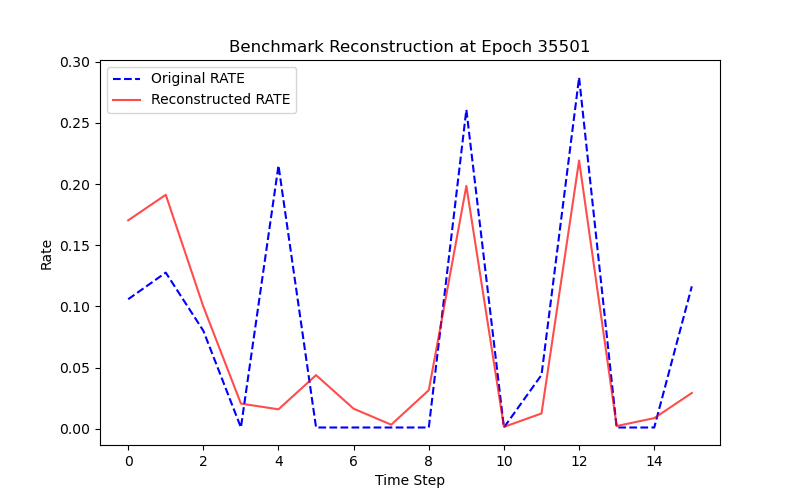 Benchmark Reconstruction at Epoch 35501
Original RATE
Reconstructed RATE
Rate
0.30
0.25
0.20
0.15
0.10
0.05
0.00
0 2 4 6 8 10 12 14
Time Step